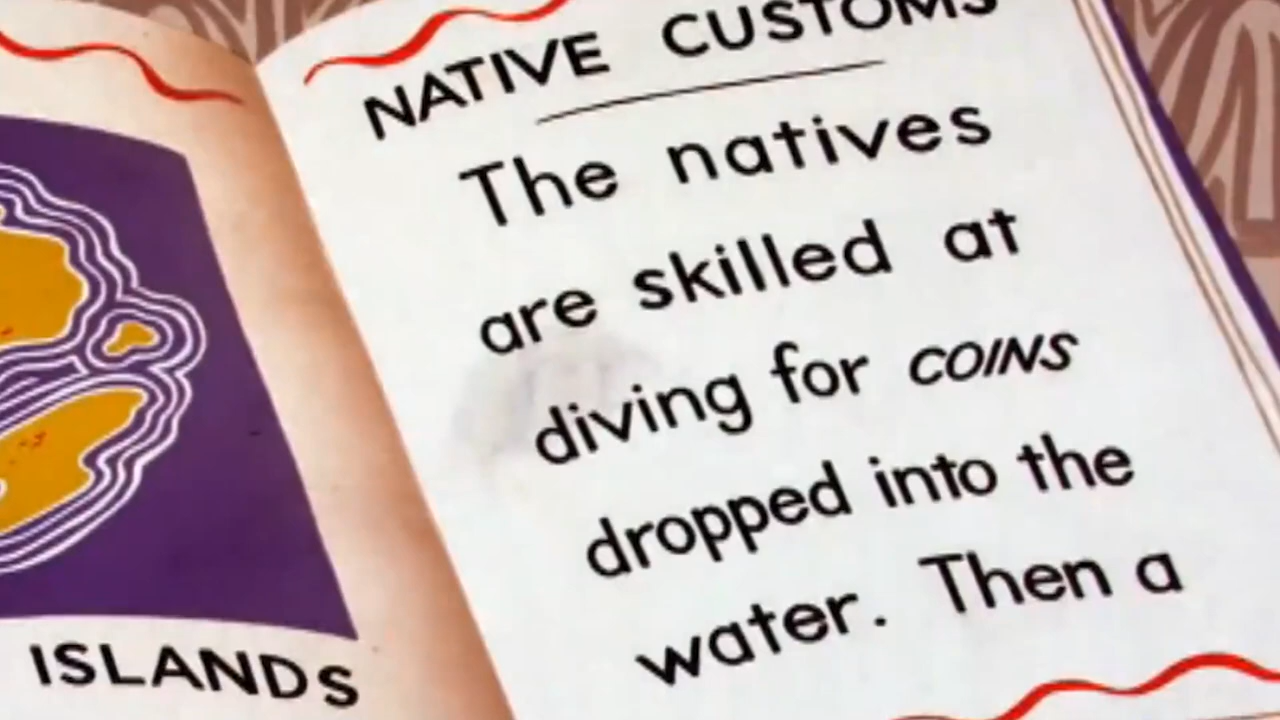 ISLANDS
NATIVE CUSTOMS
The natives
are skilled at
diving for COINS
dropped into the
water. Then a